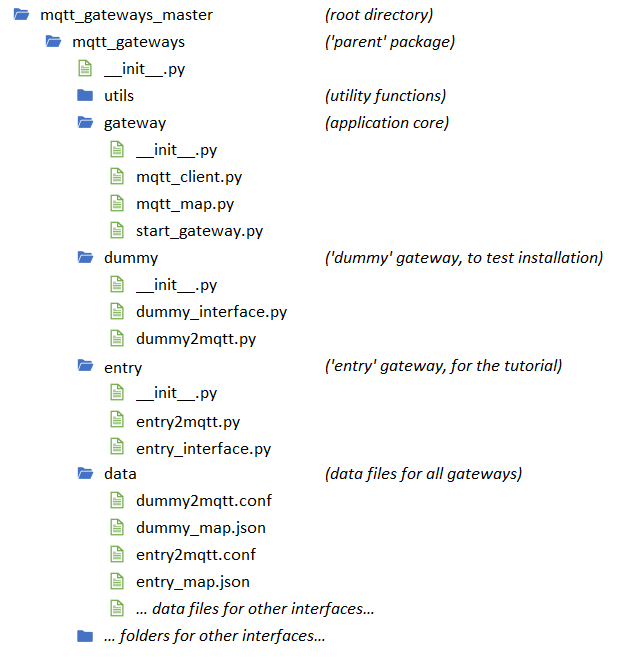 mqtt_gateways_master (root directory)
mqtt_gateways ('parent' package)
__init__.py
utils (utility functions)
gateway (application core)
__init__.py
mqtt_client.py
mqtt_map.py
start_gateway.py
dummy ('dummy' gateway, to test installation)
__init__.py
dummy_interface.py
dummy2mqtt.py
entry ('entry' gateway, for the tutorial)
__init__.py
entry2mqtt.py
entry_interface.py
data (data files for all gateways)
dummy2mqtt.conf
dummy_map.json
entry2mqtt.conf
entry_map.json
... data files for other interfaces...
... folders for other interfaces...